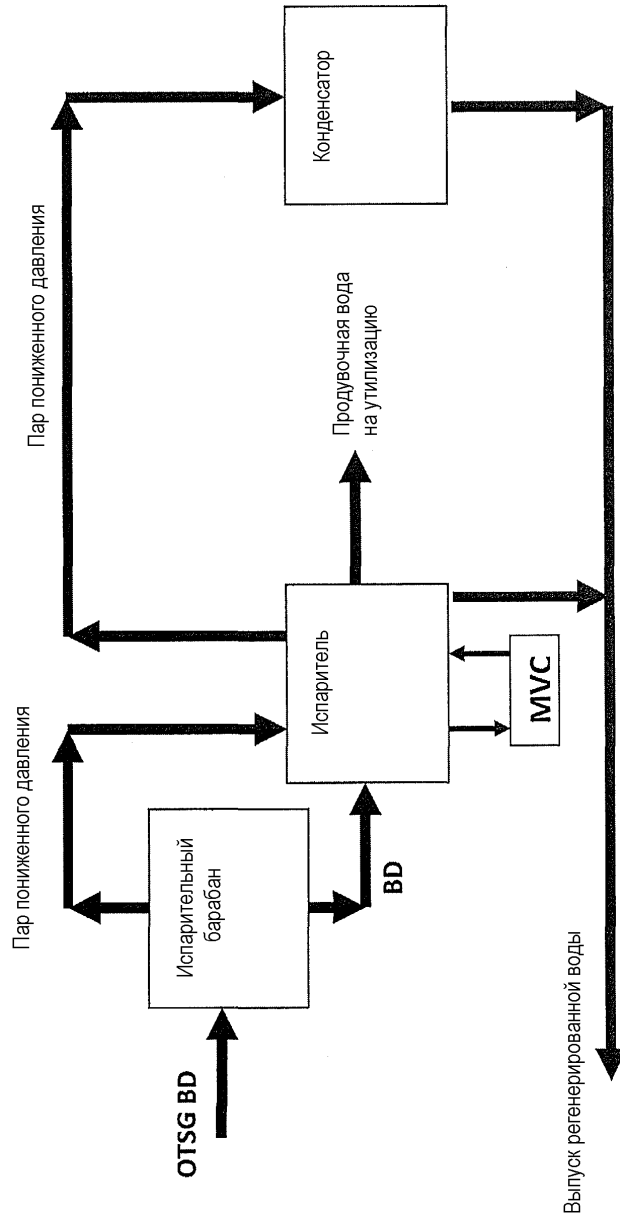 OTSG BD
Пар пониженного давления
Испарительный
барабан
BD
Испаритель
MVC
Пар пониженного давления
Продувочная вода
на утилизацию
Конденсатор
Выпуск регенерированной воды